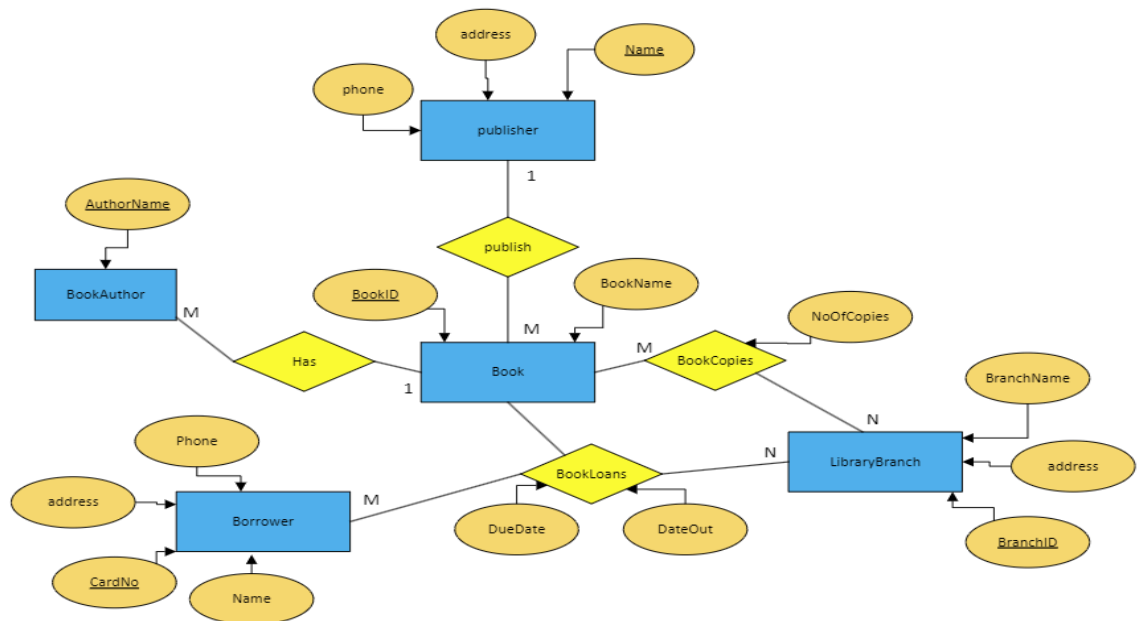 address
Name
phone
publisher
1
AuthorName
publish
BookAuthor
BookID
BookName
NoOfCopies
M
M
Has
M
BookCopies
Book
1
BranchName
N
Phone
N
LibraryBranch
address
BookLoans
address
M
Borrower
DueDate
DateOut
BranchID
CardNo
Name